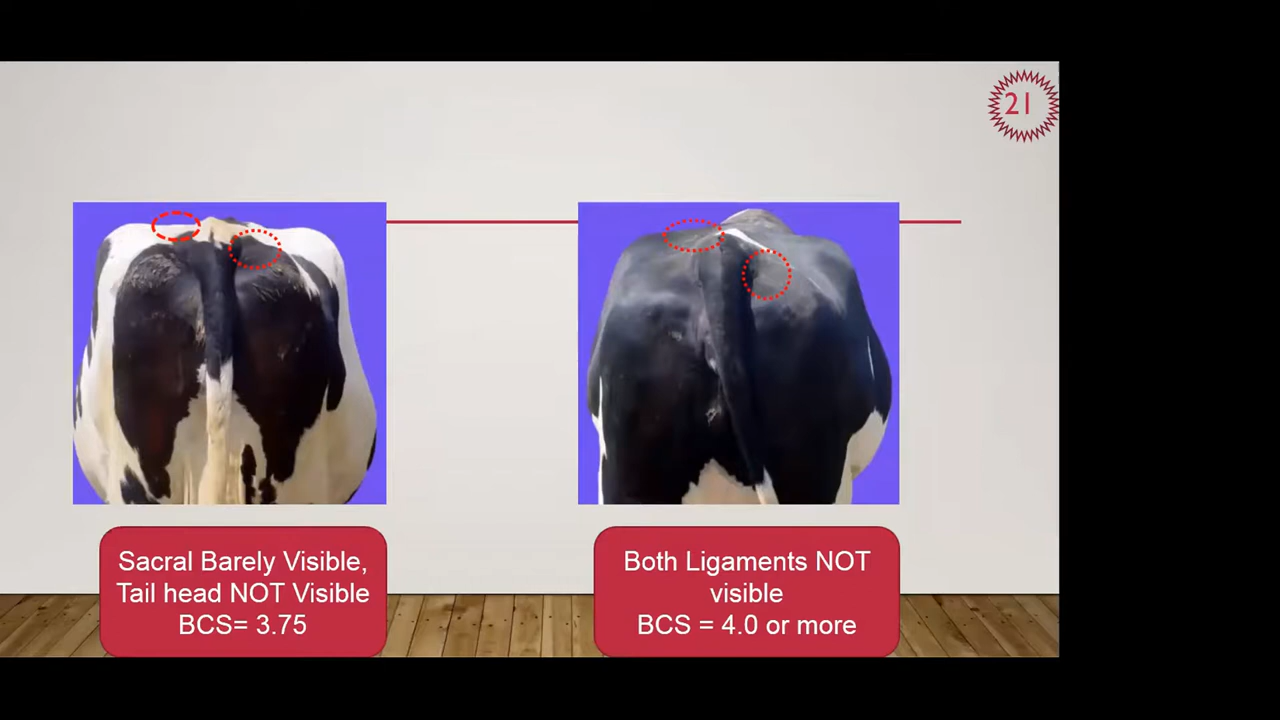 21
Sacral Barely Visible,
Tail head NOT Visible
BCS= 3.75
Both Ligaments NOT
visible
BCS = 4.0 or more